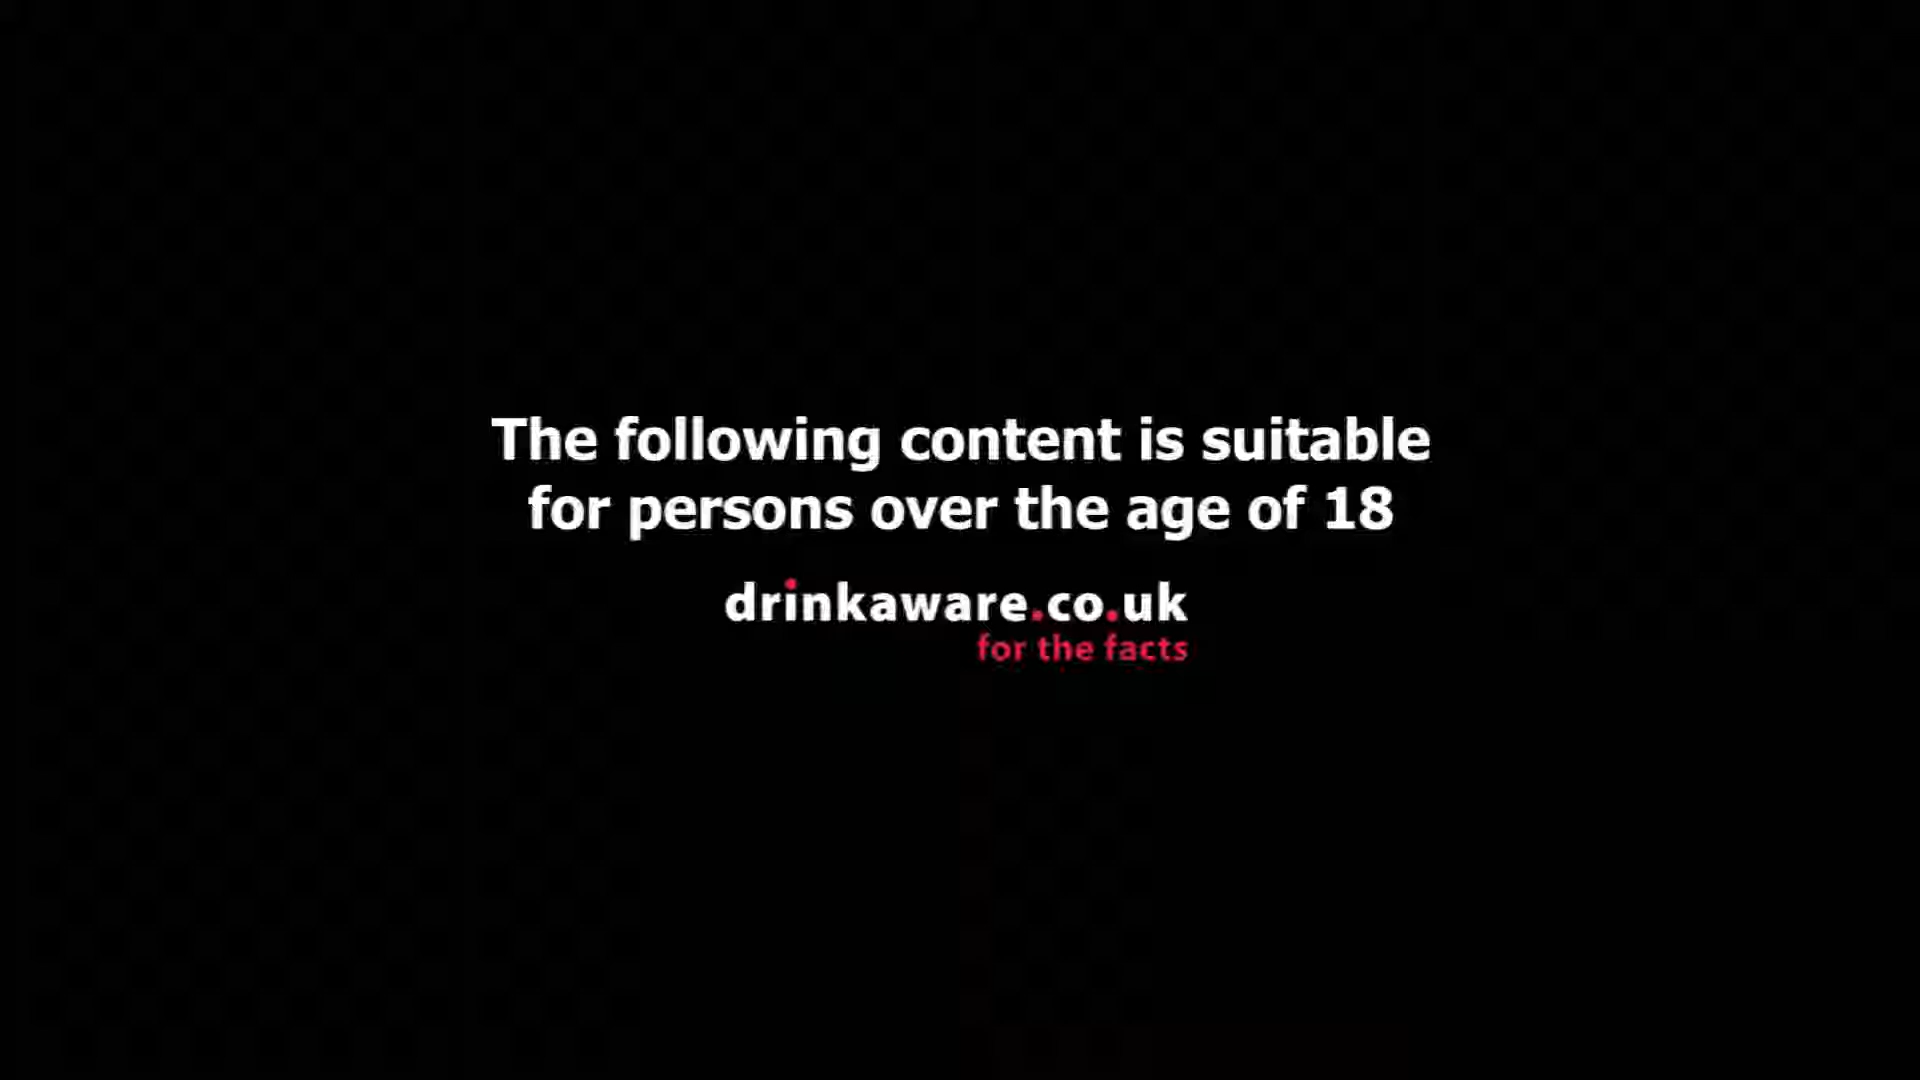 The following content is suitable
for persons over the age of 18
drinkaware.co.uk
for the facts